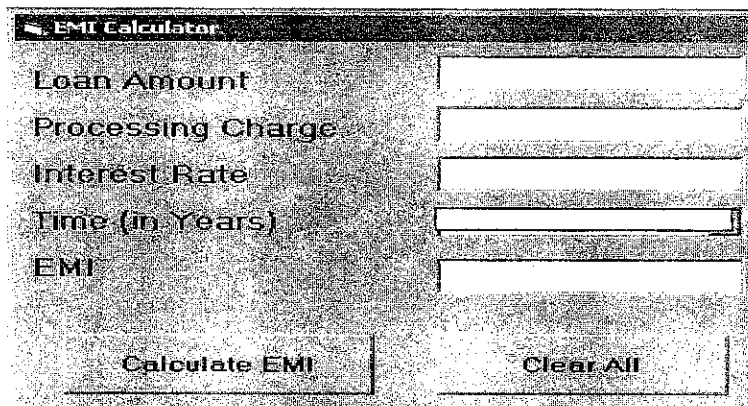 EMI Calculator
Loan Amount
Processing Charge
Interest Rate
Time (in Years)
EMI
Calculate EMI
Clear All